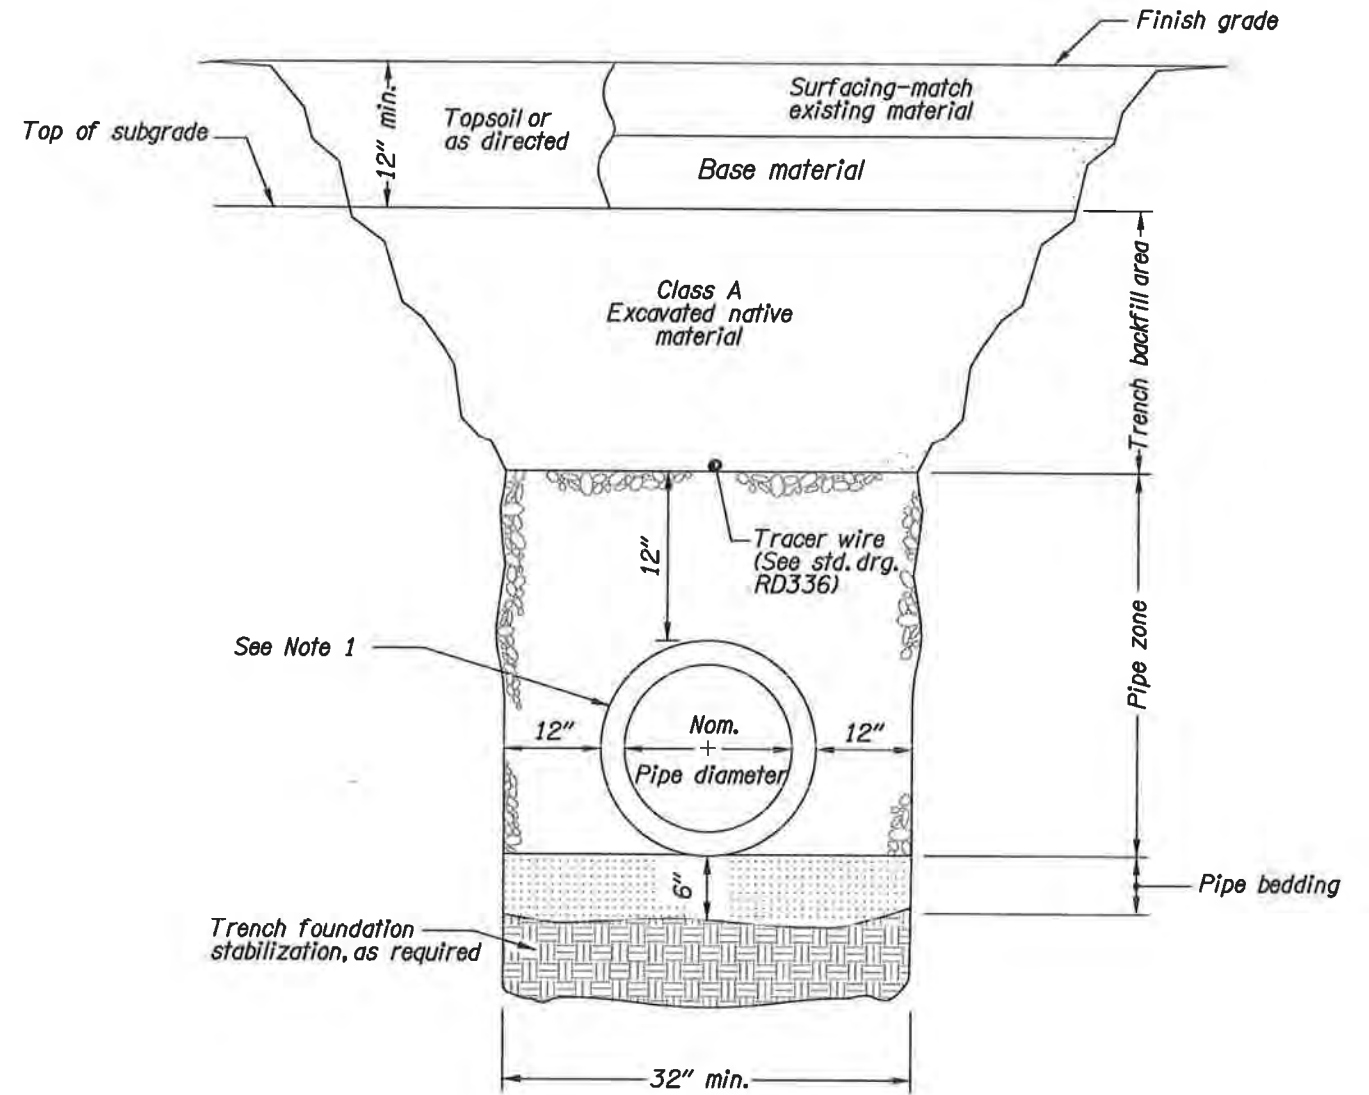 Finish grade
Surfacing-match
existing material
Topsoil or
as directed
12" min.
Top of subgrade
Base material
Class A
Excavated native
material
Trench backfill area
12"
Tracer wire
(See std. drg.
RD336)
See Note 1
Pipe zone
12"
Nom.
12"
Pipe diameter
6"
Pipe bedding
Trench foundation
stabilization, as required
32" min.